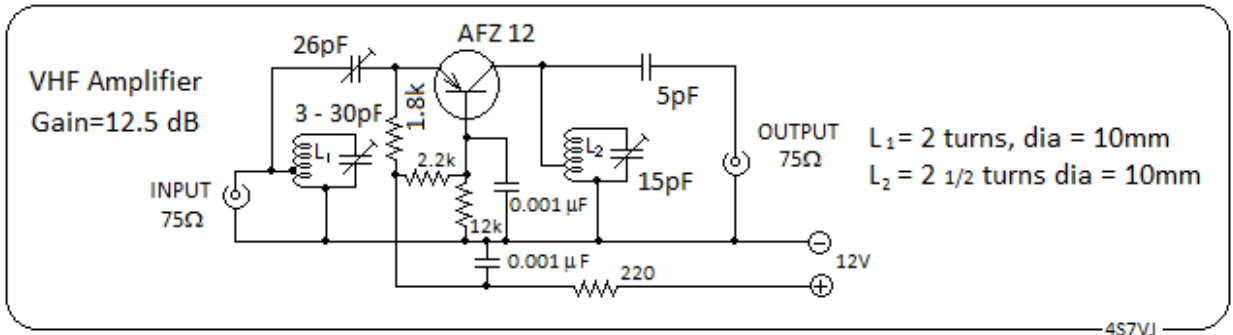 AFZ 12
26pF
VHF Amplifier
Gain=12.5 dB
3 - 30pF
1.8k
5pF
L1
L2
OUTPUT
75Ω
L1= 2 turns, dia = 10mm
L2 = 2 1/2 turns dia = 10mm
2.2k
15pF
INPUT
75Ω
0.001 μF
12k
0.001 μF
220
12V
4S7VJ